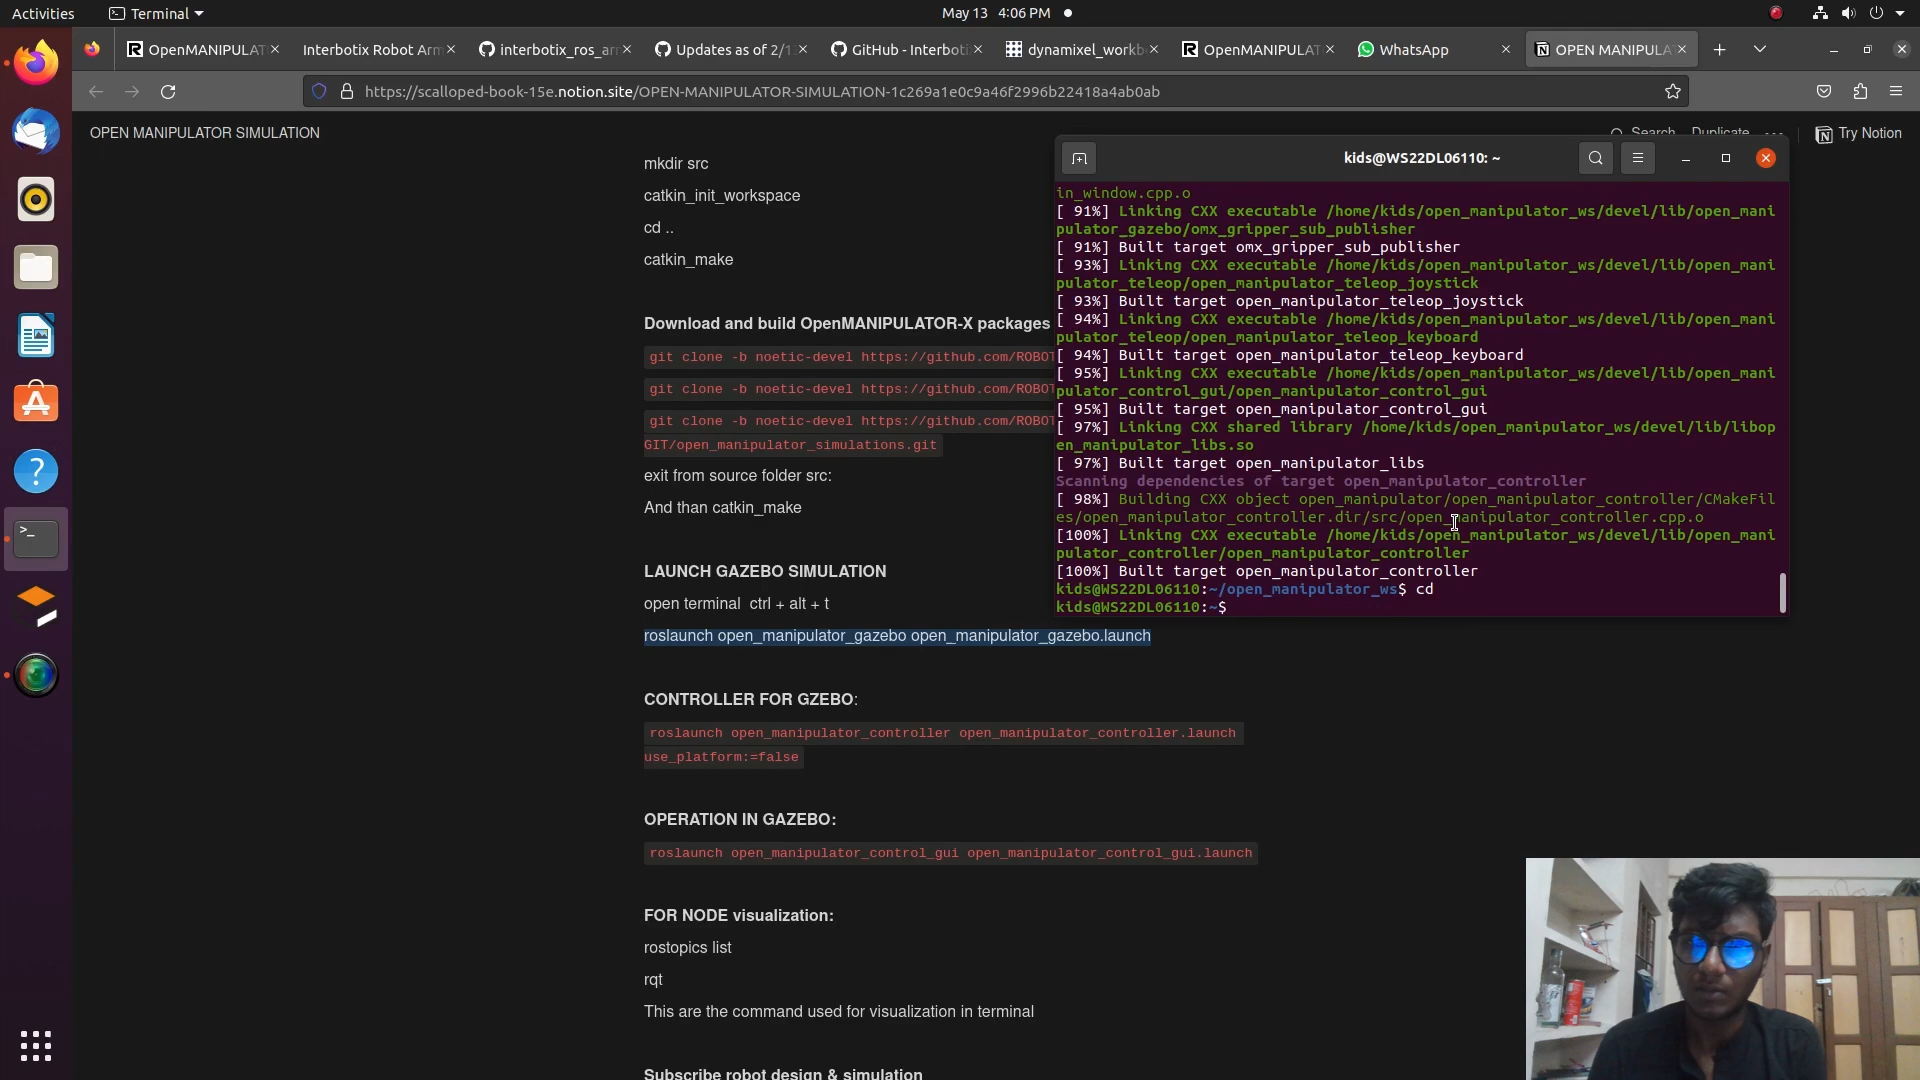 Activities
Terminal
May 13 4:06 PM
OpenMANIPULAT
Interbotix Robot Arm
interbotix_ros_ar
Updates as of 2/1
GitHub - Interboti
dynamixel_workb
OpenMANIPULAT
WhatsApp
OPEN MANIPULA
https://scalloped-book-15e.notion.site/OPEN-MANIPULATOR-SIMULATION-1c269a1e0c9a46f2996b22418a4ab0ab
OPEN MANIPULATOR SIMULATION
Search
Duplicate
Try Notion
mkdir src
catkin_init_workspace
cd ..
catkin_make
Download and build OpenMANIPULATOR-X packages
git clone -b noetic-devel https://github.com/ROBOT
git clone -b noetic-devel https://github.com/ROBOT
git clone -b noetic-devel https://github.com/ROBOT
GIT/open_manipulator_simulations.git
exit from source folder src:
And than catkin_make
LAUNCH GAZEBO SIMULATION
open terminal ctrl + alt + t
roslaunch open_manipulator_gazebo open_manipulator_gazebo.launch
CONTROLLER FOR GZEBO:
roslaunch open_manipulator_controller open_manipulator_controller.launch
use_platform:=false
OPERATION IN GAZEBO:
roslaunch open_manipulator_control_gui open_manipulator_control_gui.launch
FOR NODE visualization:
rostopics list
rqt
This are the command used for visualization in terminal
Subscribe robot design & simulation
kids@WS22DL06110: ~
in_window.cpp.o
[ 91%] Linking CXX executable /home/kids/open_manipulator_ws/devel/lib/open_mani
pulator_gazebo/omx_gripper_sub_publisher
[ 91%] Built target omx_gripper_sub_publisher
[ 93%] Linking CXX executable /home/kids/open_manipulator_ws/devel/lib/open_mani
pulator_teleop/open_manipulator_teleop_joystick
[ 93%] Built target open_manipulator_teleop_joystick
[ 94%] Linking CXX executable /home/kids/open_manipulator_ws/devel/lib/open_mani
pulator_teleop/open_manipulator_teleop_keyboard
[ 94%] Built target open_manipulator_teleop_keyboard
[ 95%] Linking CXX executable /home/kids/open_manipulator_ws/devel/lib/open_mani
pulator_control_gui/open_manipulator_control_gui
[ 95%] Built target open_manipulator_control_gui
[ 97%] Linking CXX shared library /home/kids/open_manipulator_ws/devel/lib/libop
en_manipulator_libs.so
[ 97%] Built target open_manipulator_libs
Scanning dependencies of target open_manipulator_controller
[ 98%] Building CXX object open_manipulator/open_manipulator_controller/CMakeFil
es/open_manipulator_controller.dir/src/open_manipulator_controller.cpp.o
[100%] Linking CXX executable /home/kids/open_manipulator_ws/devel/lib/open_mani
pulator_controller/open_manipulator_controller
[100%] Built target open_manipulator_controller
kids@WS22DL06110:~/open_manipulator_ws$ cd
kids@WS22DL06110:~$